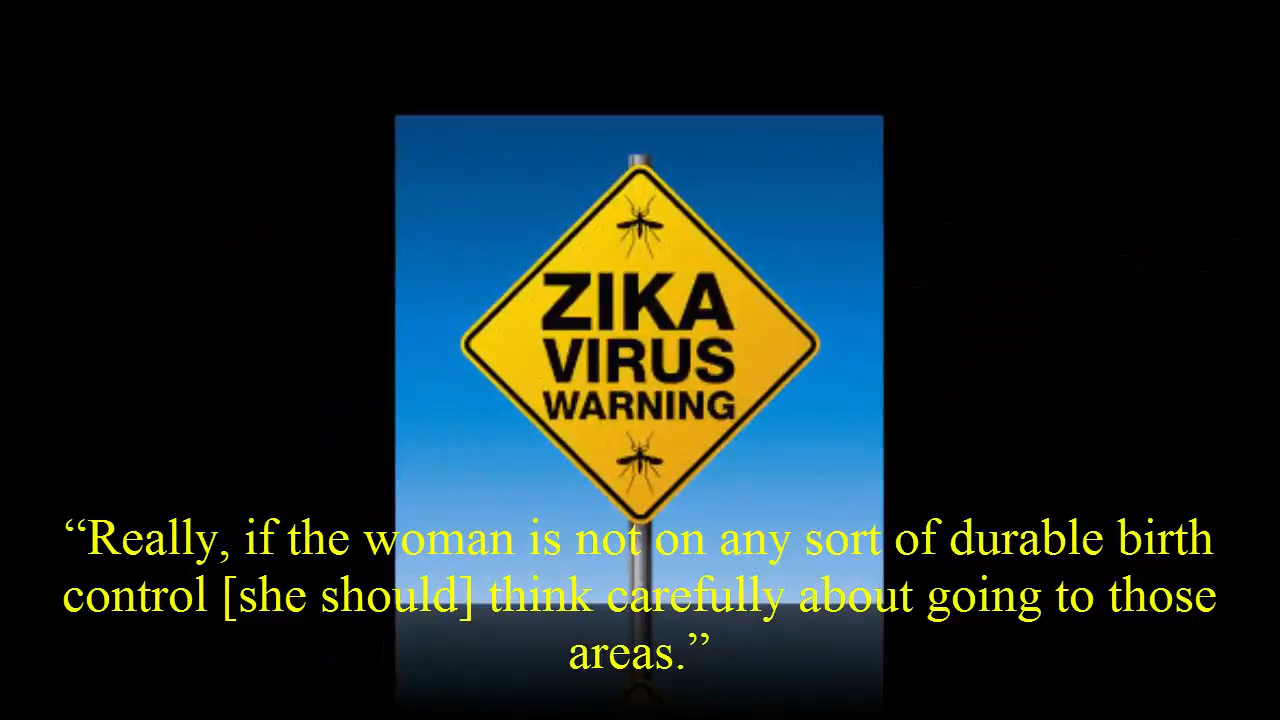 ZIKA
VIRUS
WARNING
“Really, if the woman is not on any sort of durable birth
control [she should] think carefully about going to those
areas.”